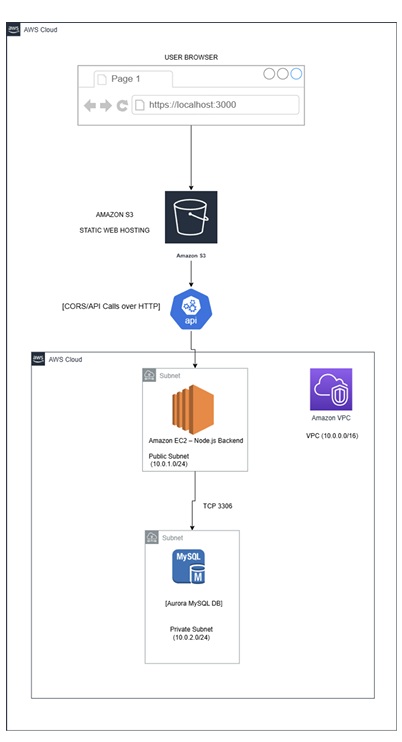 aws
AWS Cloud
USER BROWSER
Page 1
https://localhost:3000
AMAZON S3
STATIC WEB HOSTING
Amazon S3
[CORS/API Calls over HTTP]
api
aws
AWS Cloud
Subnet
Amazon EC2 – Node.js Backend
Public Subnet
(10.0.1.0/24)
Amazon VPC
VPC (10.0.0.0/16)
TCP 3306
Subnet
MySQL
M
[Aurora MySQL DB]
Private Subnet
(10.0.2.0/24)